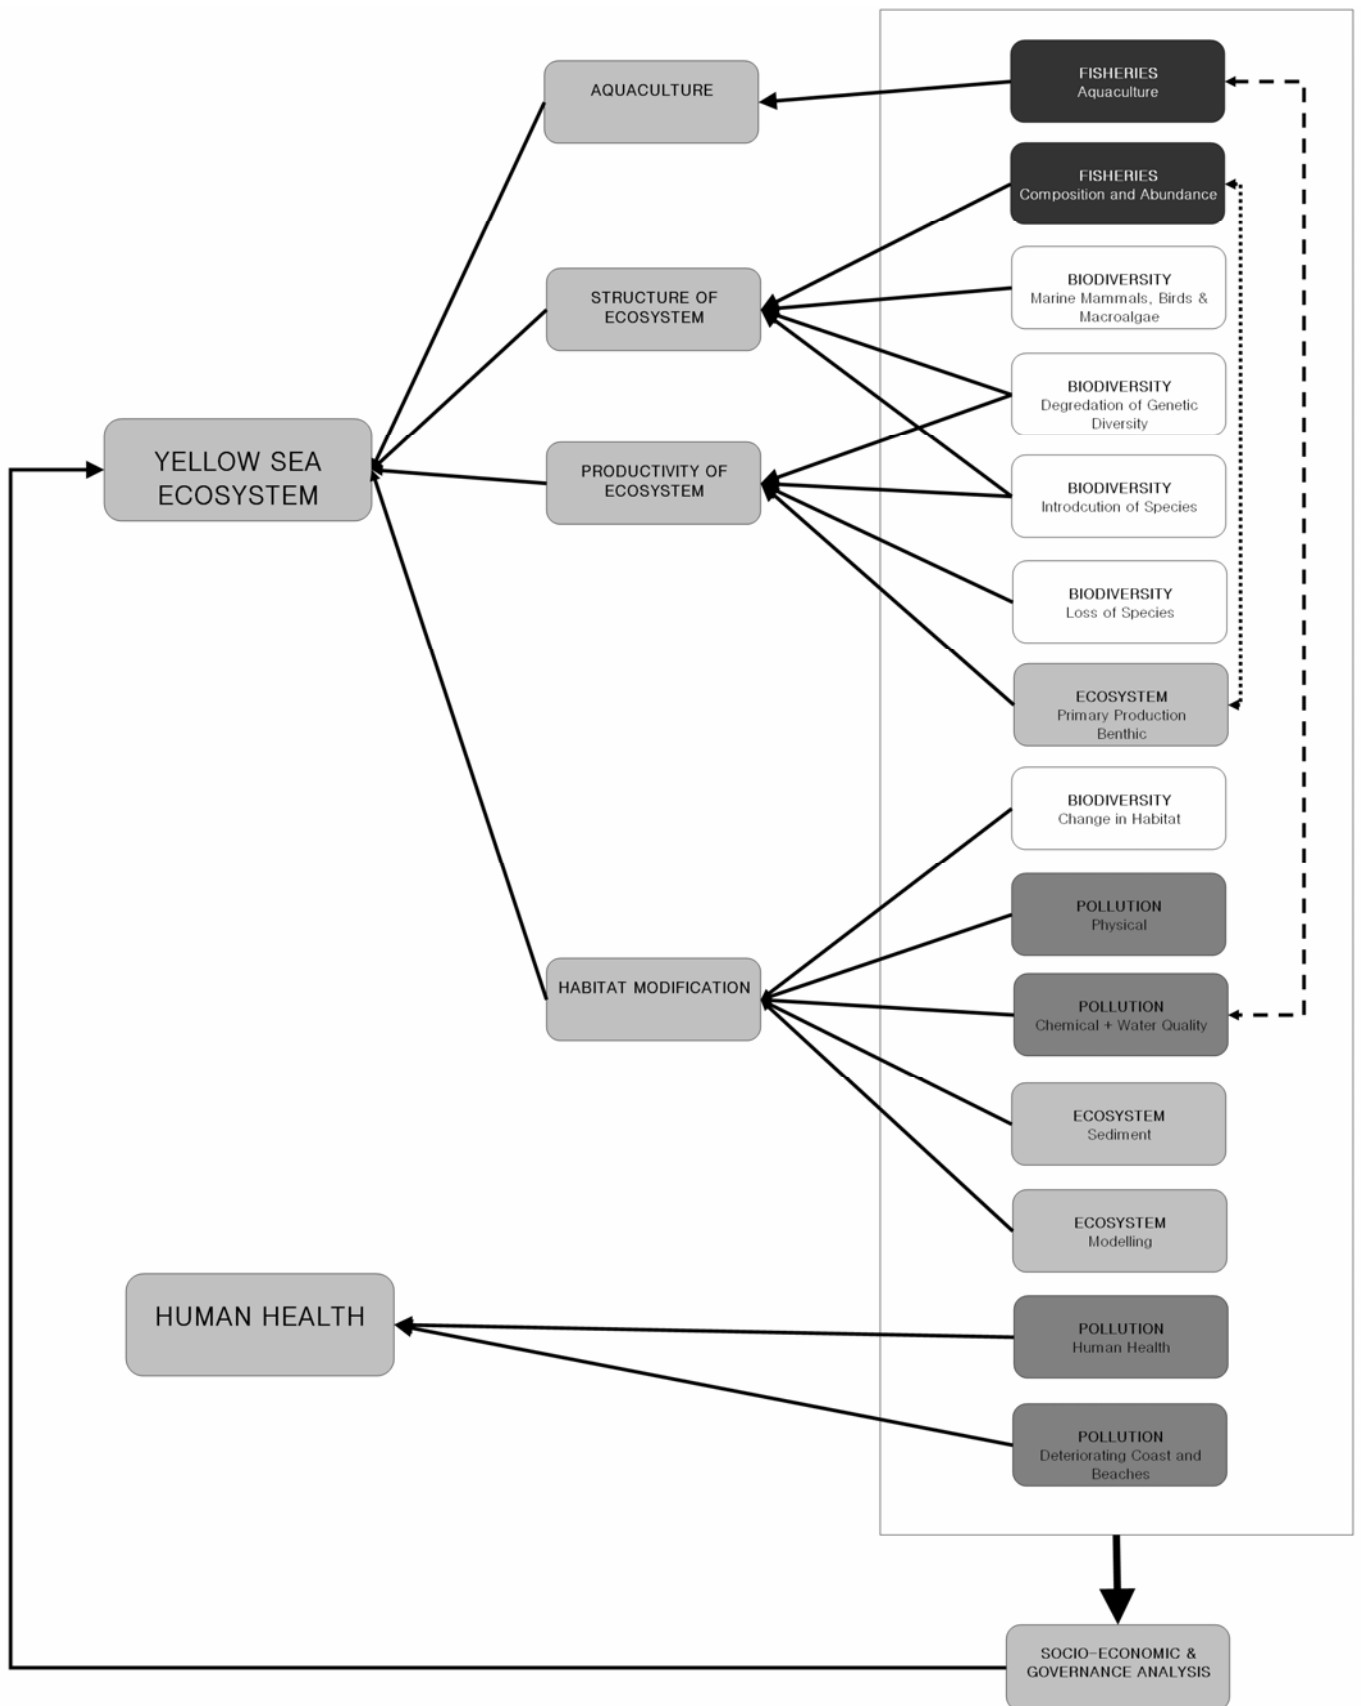 AQUACULTURE
FISHERIES
Aquaculture
FISHERIES
Composition and Abundance
STRUCTURE OF
ECOSYSTEM
BIODIVERSITY
Marine Mammals, Birds &
Macroalgae
BIODIVERSITY
Degredation of Genetic
Diversity
YELLOW SEA
ECOSYSTEM
PRODUCTIVITY OF
ECOSYSTEM
BIODIVERSITY
Introdcution of Species
BIODIVERSITY
Loss of Species
ECOSYSTEM
Primary Production
Benthic
BIODIVERSITY
Change in Habitat
POLLUTION
Physical
HABITAT MODIFICATION
POLLUTION
Chemical + Water Quality
ECOSYSTEM
Sediment
ECOSYSTEM
Modelling
HUMAN HEALTH
POLLUTION
Human Health
POLLUTION
Deteriorating Coast and
Beaches
SOCIO-ECONOMIC &
GOVERNANCE ANALYSIS